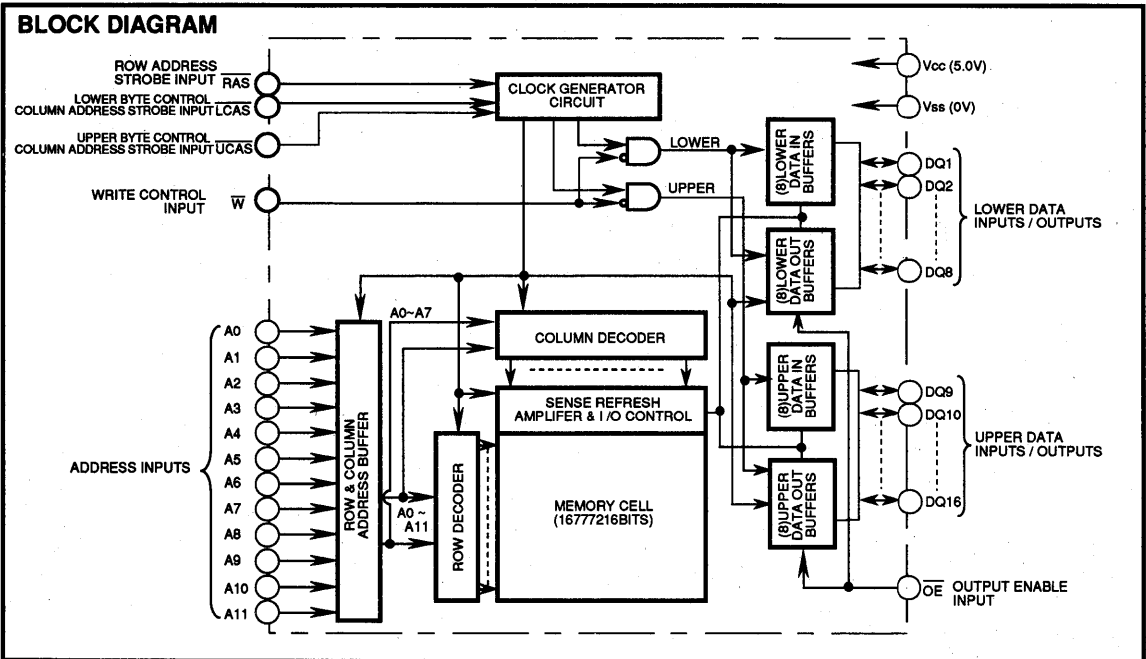 BLOCK DIAGRAM
ROW ADDRESS
STROBE INPUT RAS
LOWER BYTE CONTROL
COLUMN ADDRESS STROBE INPUT LCAS
UPPER BYTE CONTROL
COLUMN ADDRESS STROBE INPUT UCAS
WRITE CONTROL
INPUT W
CLOCK GENERATOR
CIRCUIT
LOWER
UPPER
Vcc (5.0V)
Vss (0V)
(8)LOWER
DATA IN
BUFFERS
(8)LOWER
DATA OUT
BUFFERS
DQ1
DQ2
DQ8
LOWER DATA
INPUTS / OUTPUTS
ADDRESS INPUTS
A0
A1
A2
A3
A4
A5
A6
A7
A8
A9
A10
A11
ROW & COLUMN
ADDRESS BUFFER
A0~A7
A0 ~
A11
COLUMN DECODER
SENSE REFRESH
AMPLIFER & I /O CONTROL
ROW DECODER
MEMORY CELL
(16777216BITS)
(8)UPPER
DATA IN
BUFFERS
(8)UPPER
DATA OUT
BUFFERS
DQ9
DQ10
DQ16
UPPER DATA
INPUTS / OUTPUTS
OE OUTPUT ENABLE
INPUT